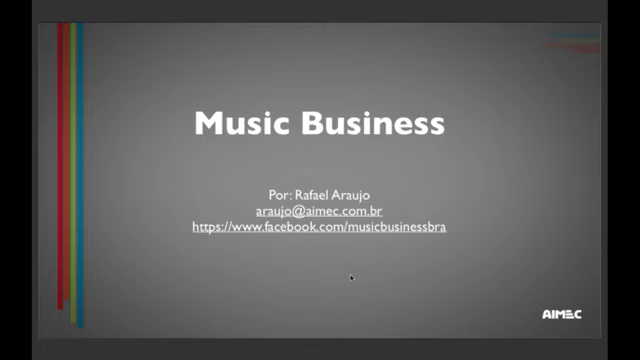 Music Business
Por: Rafael Araujo
araujo@aimec.com.br
https://www.facebook.com/musicbusinessbra
AIMEC